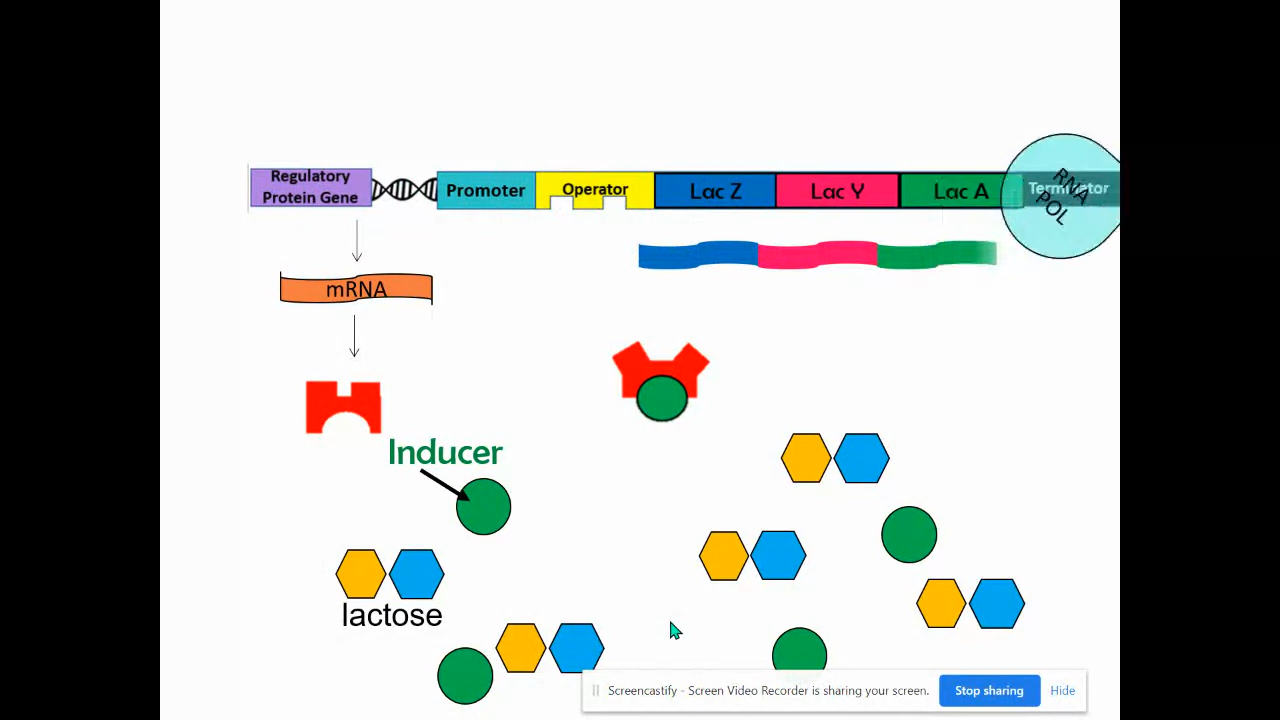 Regulatory
Protein Gene
Promoter
Operator
Lac Z
Lac Y
Lac A
Terminator
RNA
POL
mRNA
Inducer
lactose
Screencastify - Screen Video Recorder is sharing your screen.
Stop sharing
Hide